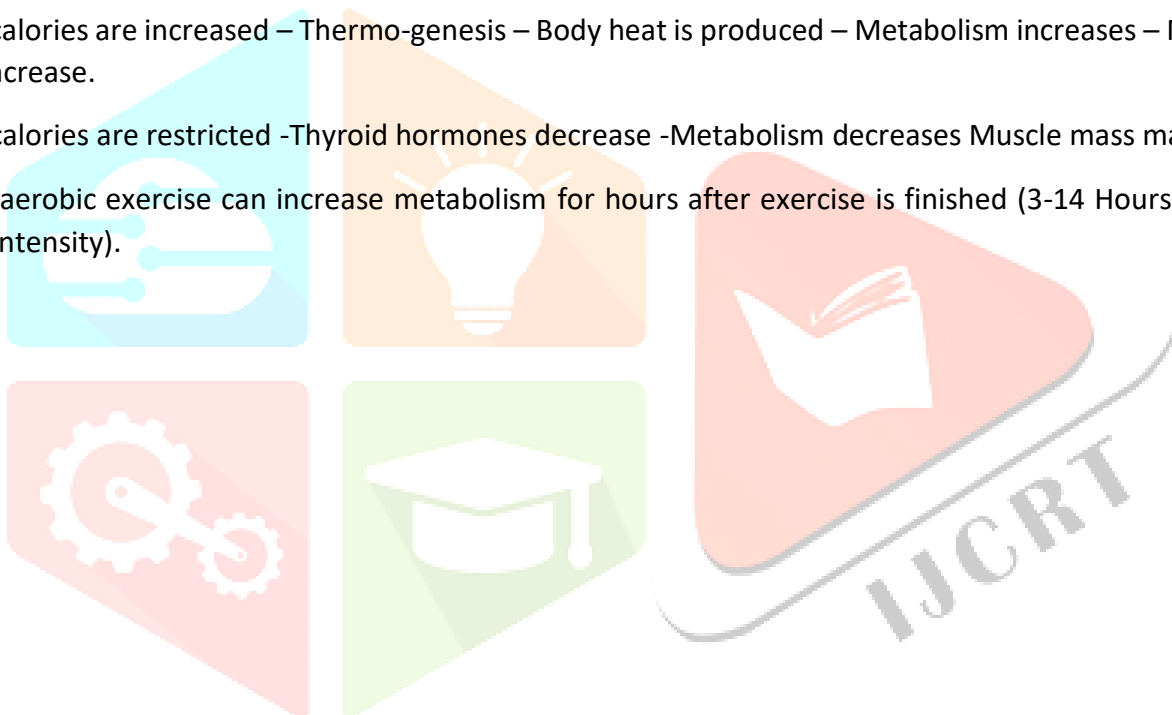 calories are increased – Thermo-genesis – Body heat is produced – Metabolism increases –
ncrease.
calories are restricted -Thyroid hormones decrease -Metabolism decreases Muscle mass
aerobic exercise can increase metabolism for hours after exercise is finished (3-14 Hours
ntensity).
IJCRT